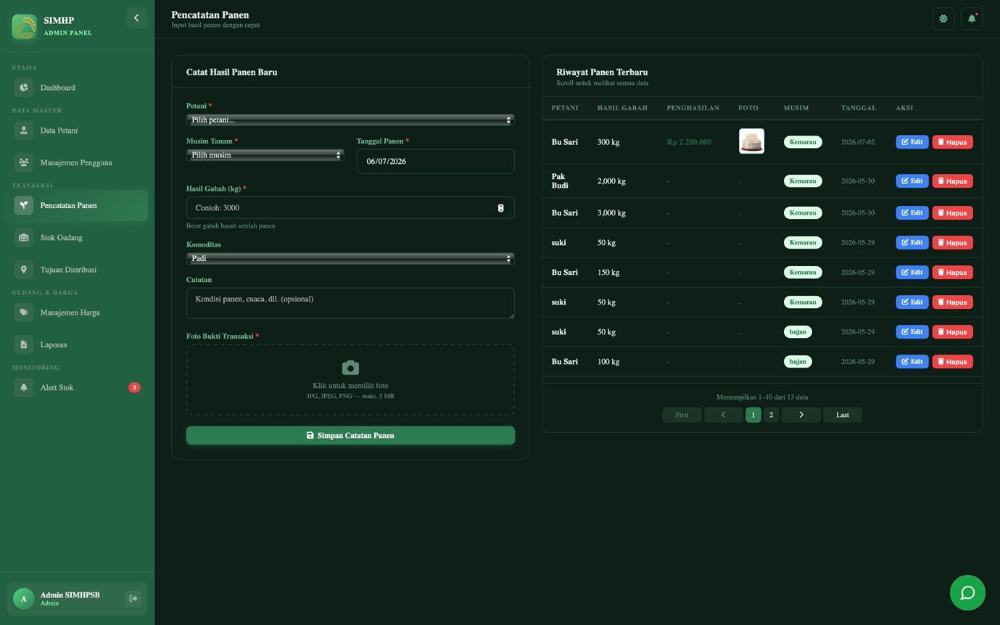 SIMHP
ADMIN PANEL
UTAMA
Dashboard
DATA MASTER
Data Petani
Manajemen Pengguna
TRANSAKSI
Pencatatan Panen
Stok Gudang
Tujuan Distribusi
GUDANG & HARGA
Manajemen Harga
Laporan
MONITORING
Alert Stok 3
A Admin SIMHPSB
Admin
Pencatatan Panen
Input hasil panen dengan cepat
Catat Hasil Panen Baru
Petani *
Pilih petani...
Musim Tanam * Tanggal Panen *
Pilih musim 06/07/2026
Hasil Gabah (kg) *
Contoh: 3000
Berat gabah basah setelah panen
Komoditas
Padi
Catatan
Kondisi panen, cuaca, dll. (opsional)
Foto Bukti Transaksi *
Klik untuk memilih foto
JPG, JPEG, PNG — maks. 5 MB
Simpan Catatan Panen
Riwayat Panen Terbaru
Scroll untuk melihat semua data
PETANI HASIL GABAH PENGHASILAN FOTO MUSIM TANGGAL AKSI
Bu Sari 300 kg Rp 2.280.000 Kemarau 2026-07-02 Edit Hapus
Pak Budi 2,000 kg - - Kemarau 2026-05-30 Edit Hapus
Bu Sari 3,000 kg - - Kemarau 2026-05-30 Edit Hapus
suki 50 kg - - Kemarau 2026-05-29 Edit Hapus
Bu Sari 150 kg - - Kemarau 2026-05-29 Edit Hapus
suki 50 kg - - Kemarau 2026-05-29 Edit Hapus
suki 50 kg - - hujan 2026-05-29 Edit Hapus
Bu Sari 100 kg - - hujan 2026-05-29 Edit Hapus
Menampilkan 1–10 dari 13 data
First 1 2 Last